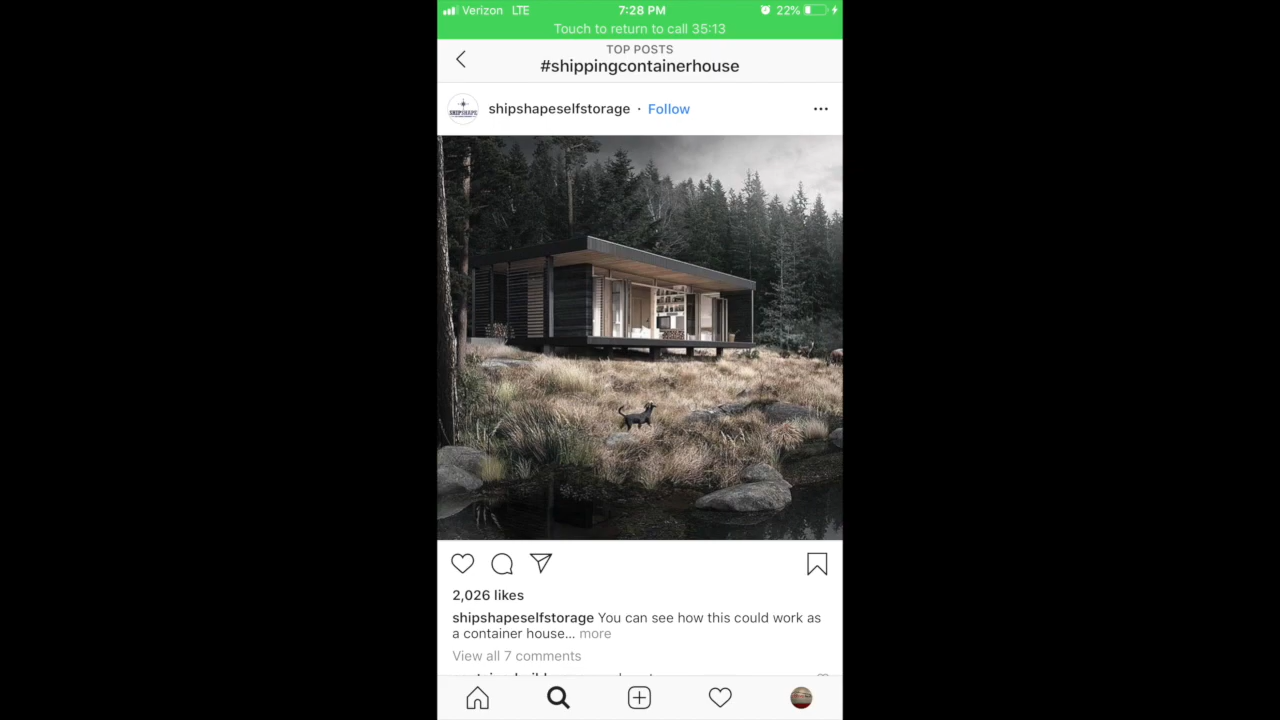 Verizon LTE 7:28 PM 22%
Touch to return to call 35:13
TOP POSTS
#shippingcontainerhouse
shipshapeselfstorage · Follow
SHIPSHAPE
2,026 likes
shipshapeselfstorage You can see how this could work as
a container house... more
View all 7 comments